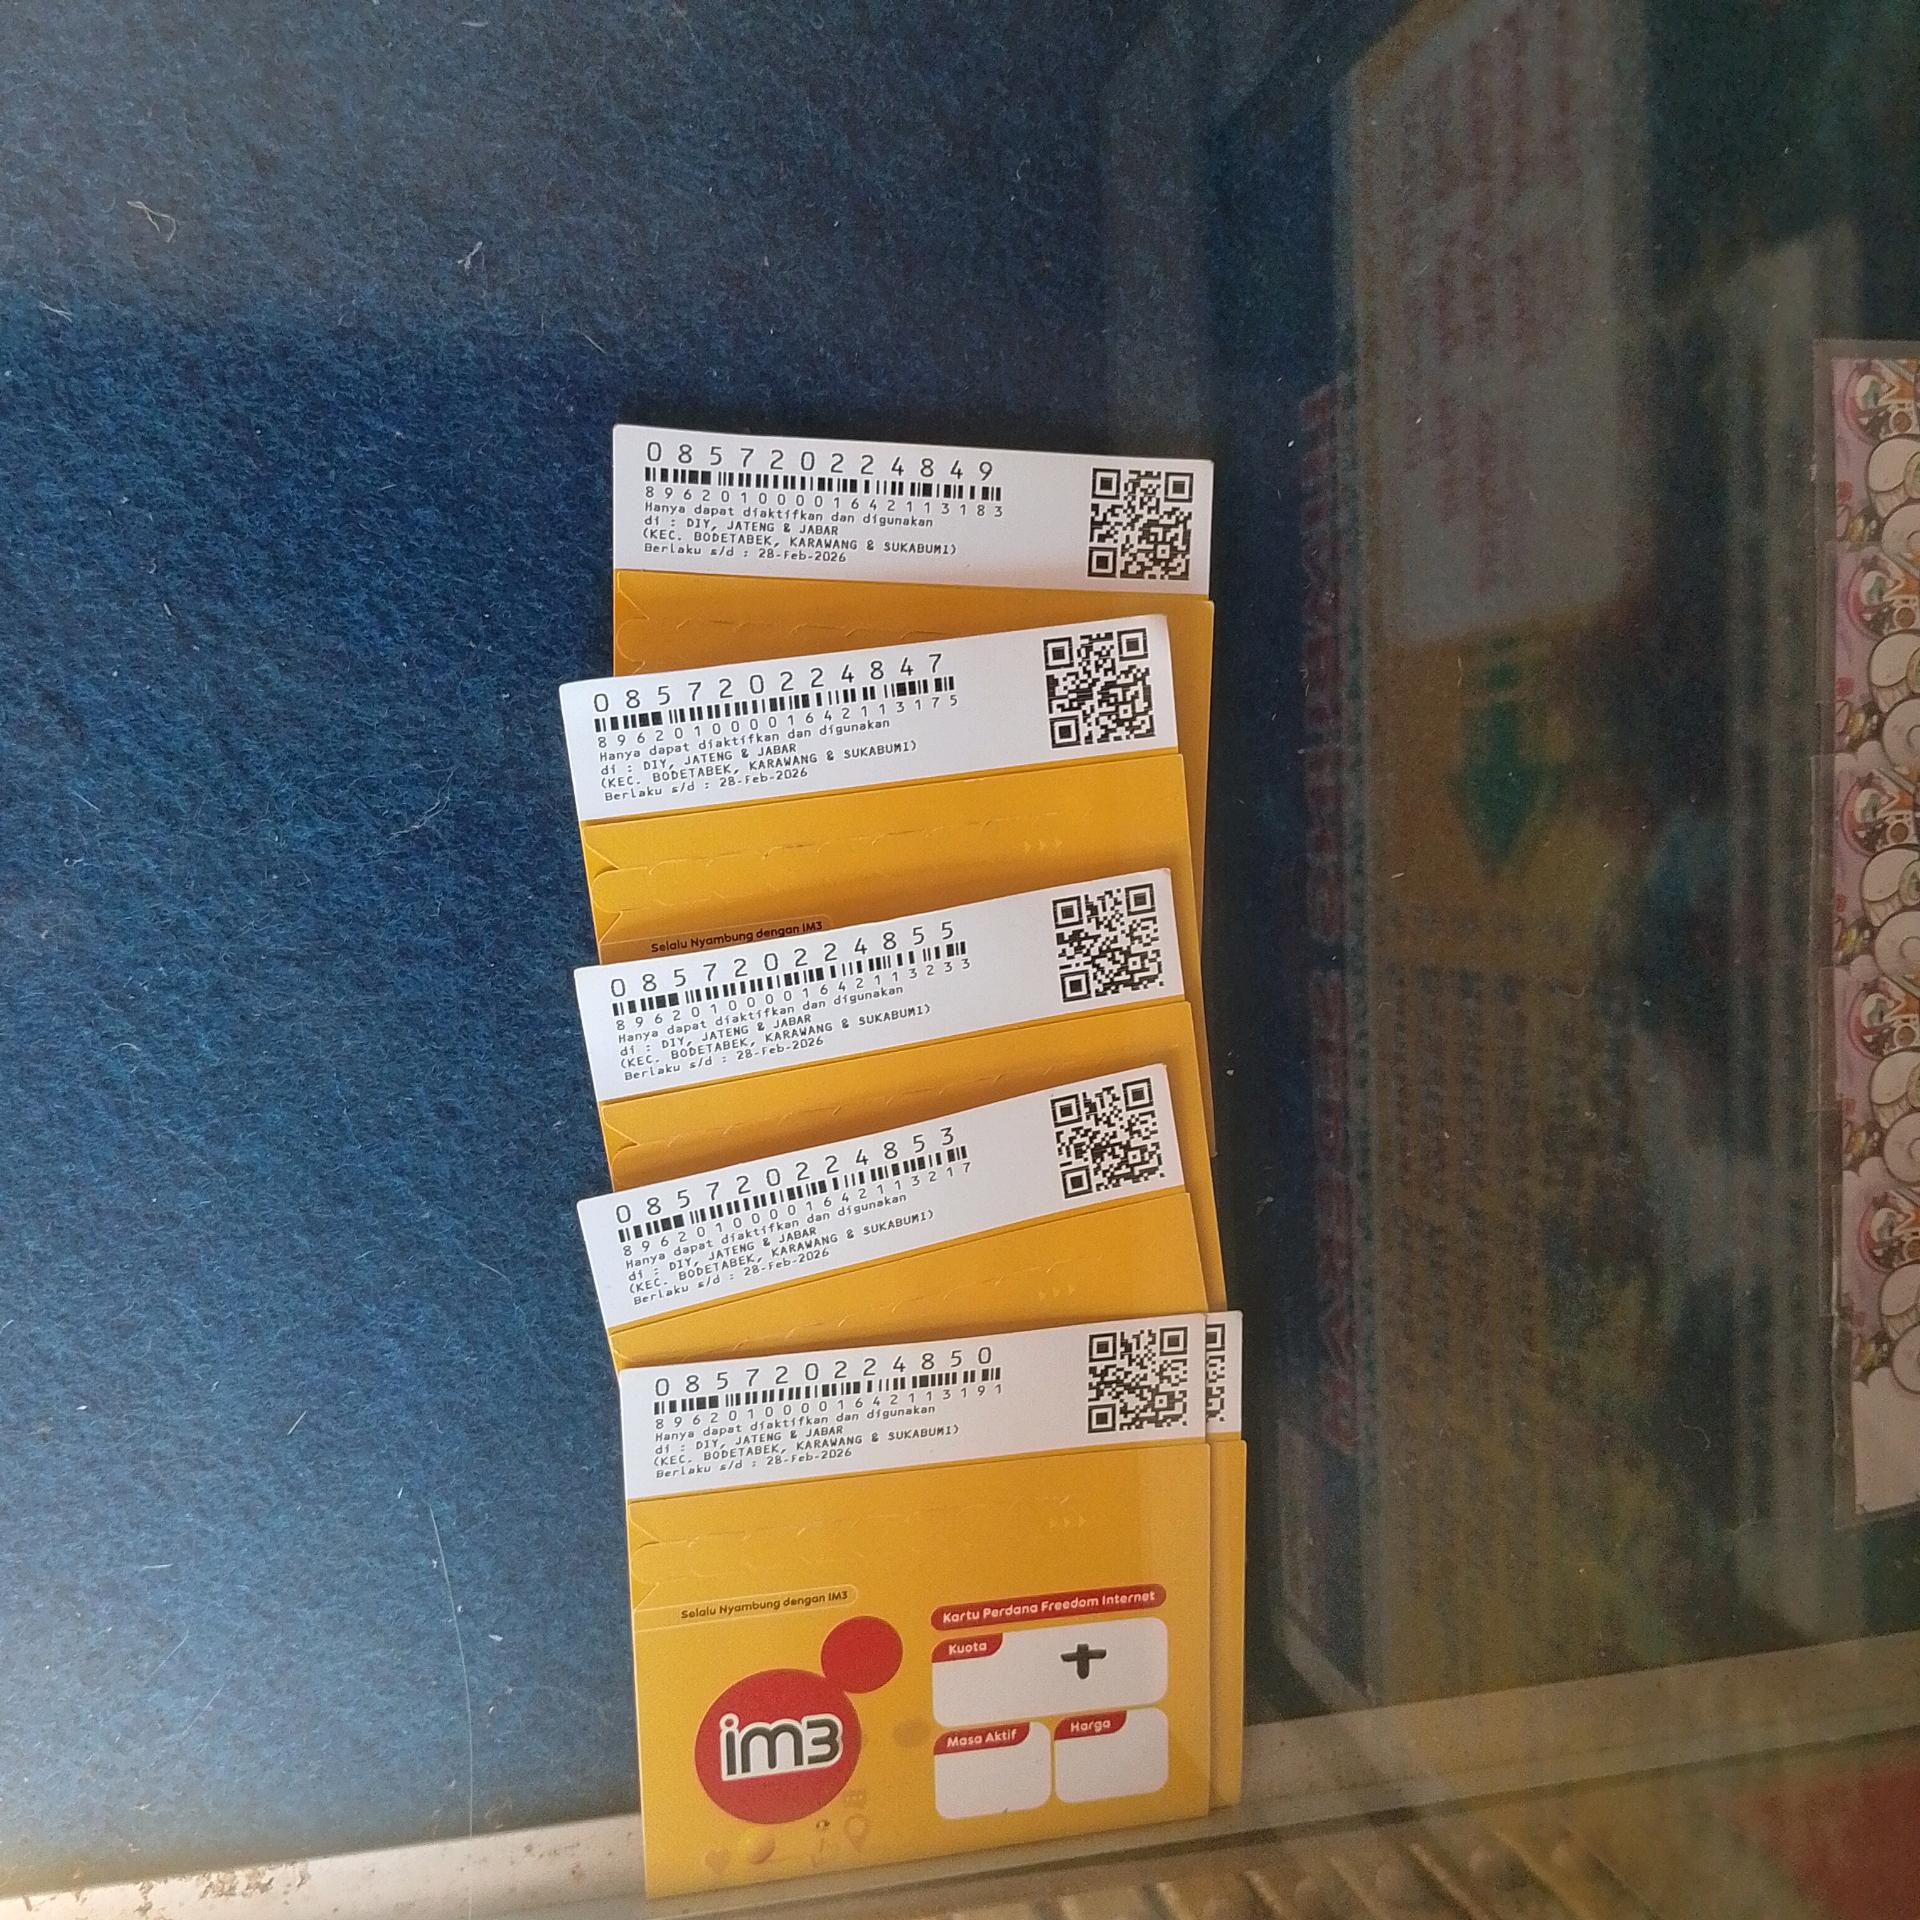 085720224849
89620100001642113183
Hanya dapat diaktifkan dan digunakan
di : DIY, JATENG & JABAR
(KEC. BODETABEK, KARAWANG & SUKABUMI)
Berlaku s/d : 28-Feb-2026
085720224847
89620100001642113175
Hanya dapat diaktifkan dan digunakan
di : DIY, JATENG & JABAR
(KEC. BODETABEK, KARAWANG & SUKABUMI)
Berlaku s/d : 28-Feb-2026
Selalu Nyambung dengan IM3
085720224855
89620100001642113233
Hanya dapat diaktifkan dan digunakan
di : DIY, JATENG & JABAR
(KEC. BODETABEK, KARAWANG & SUKABUMI)
Berlaku s/d : 28-Feb-2026
085720224853
89620100001642113217
Hanya dapat diaktifkan dan digunakan
di : DIY, JATENG & JABAR
(KEC. BODETABEK, KARAWANG & SUKABUMI)
Berlaku s/d : 28-Feb-2026
085720224850
89620100001642113191
Hanya dapat diaktifkan dan digunakan
di : DIY, JATENG & JABAR
(KEC. BODETABEK, KARAWANG & SUKABUMI)
Berlaku s/d : 28-Feb-2026
Selalu Nyambung dengan IM3
im3
Kartu Perdana Freedom Internet
Kuota
+
Masa Aktif
Harga